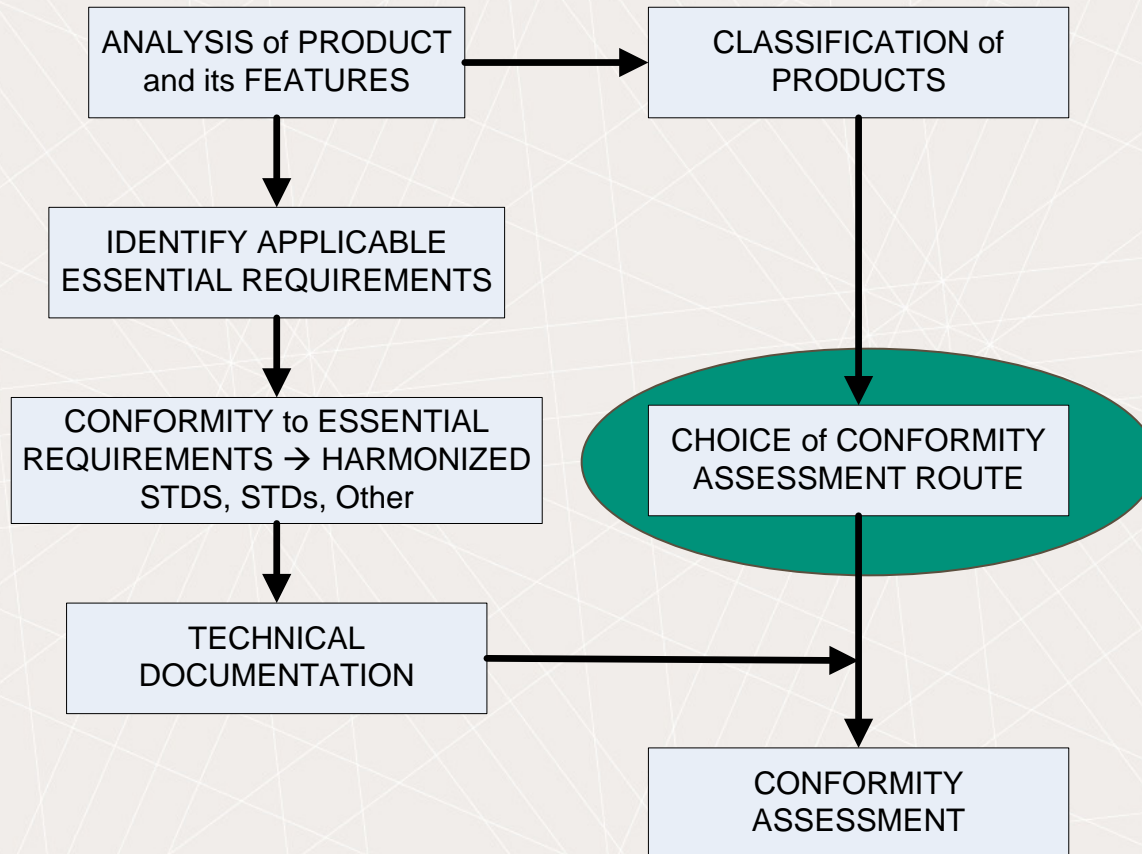 ANALYSIS of PRODUCT
and its FEATURES
CLASSIFICATION of
PRODUCTS
IDENTIFY APPLICABLE
ESSENTIAL REQUIREMENTS
CONFORMITY to ESSENTIAL
REQUIREMENTS → HARMONIZED
STDS, STDs, Other
CHOICE of CONFORMITY
ASSESSMENT ROUTE
TECHNICAL
DOCUMENTATION
CONFORMITY
ASSESSMENT